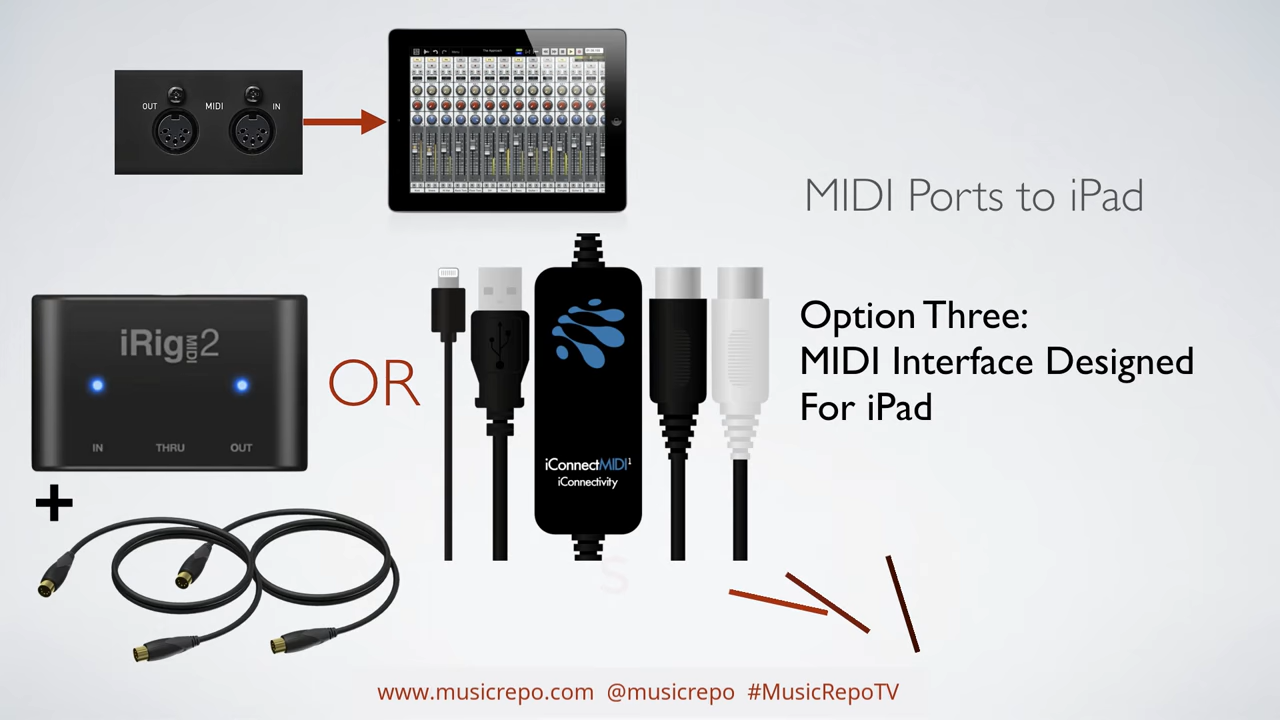 OUT MIDI IN
MIDI Ports to iPad
iRig MIDI 2
IN THRU OUT
OR
+
iConnectMIDI¹
iConnectivity
Option Three:
MIDI Interface Designed
For iPad
S
www.musicrepo.com @musicrepo #MusicRepoTV